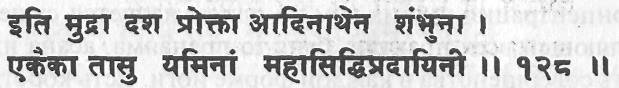 इति मुद्रा दश प्रोक्ता आदिनाथेन शंभुना ।
एकैका तासु यमिनां महासिद्धिप्रदायिनी ॥ १२८ ॥